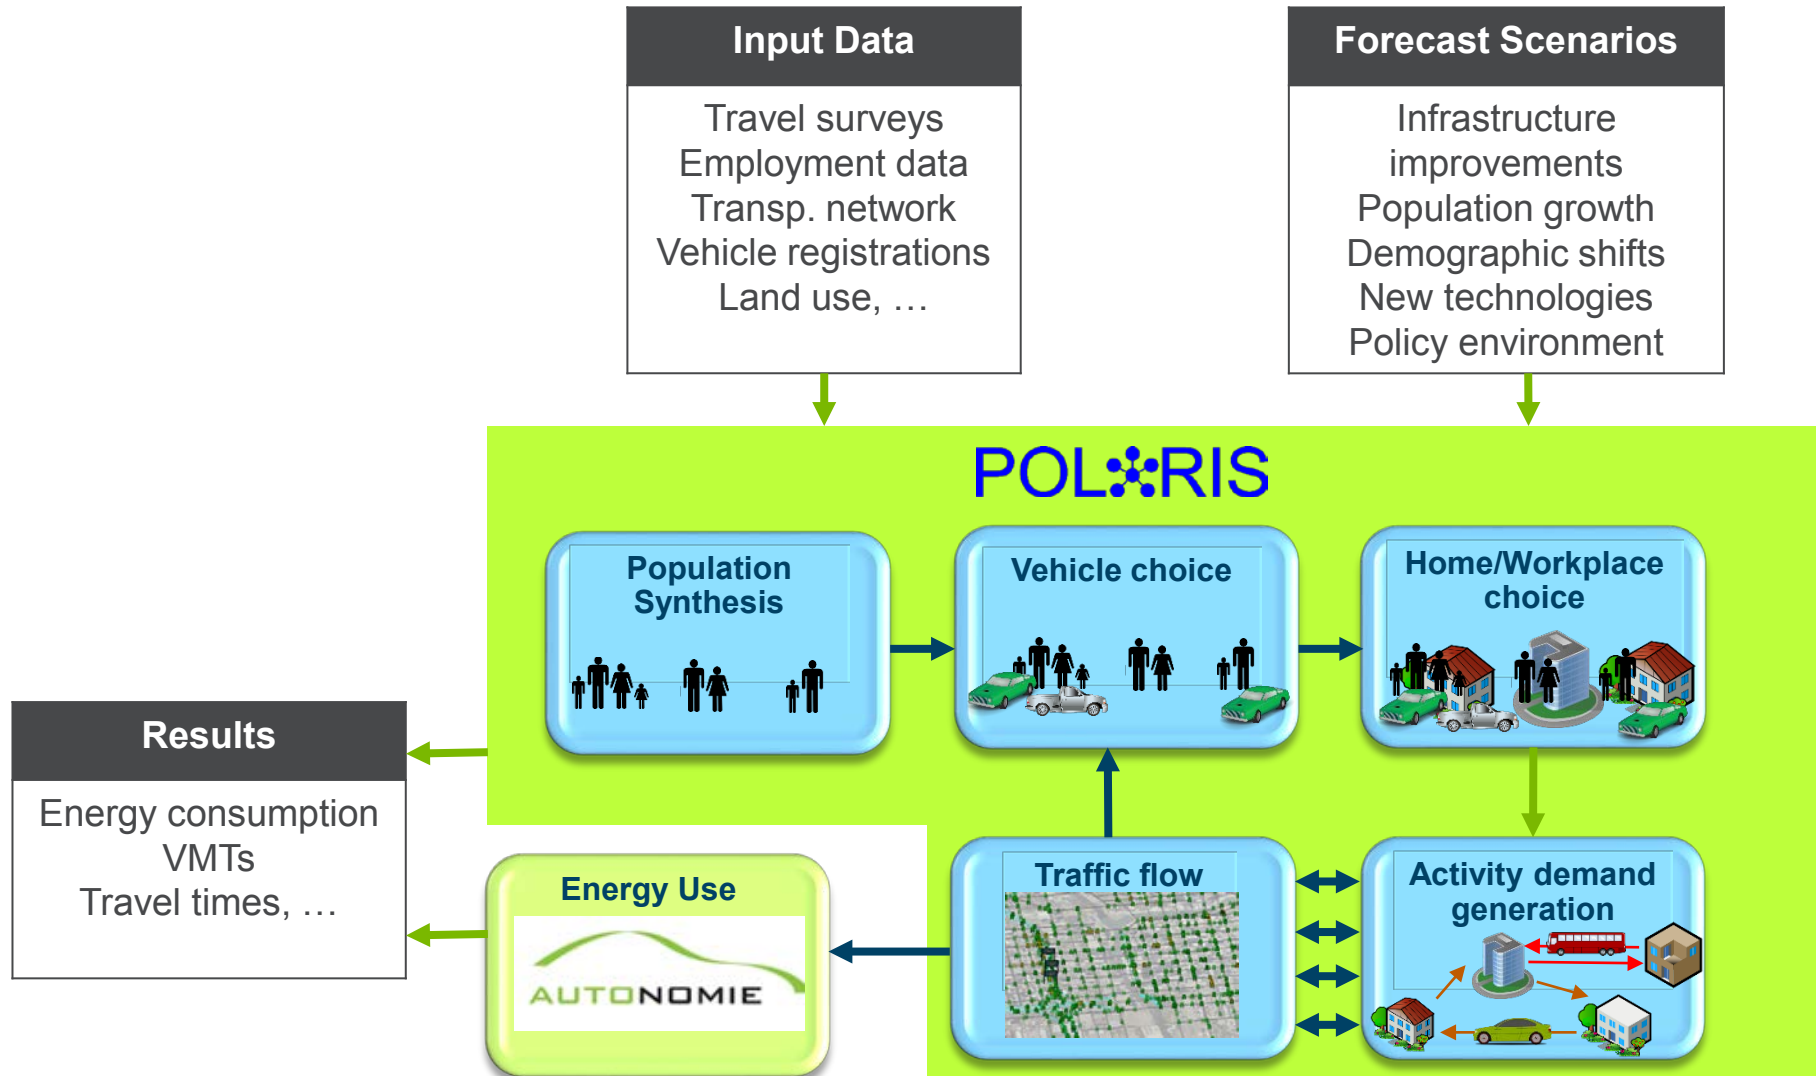 Input Data
Travel surveys
Employment data
Transp. network
Vehicle registrations
Land use, …
Forecast Scenarios
Infrastructure
improvements
Population growth
Demographic shifts
New technologies
Policy environment
POLARIS
Population
Synthesis
Vehicle choice
Home/Workplace
choice
Results
Energy consumption
VMTs
Travel times, …
Energy Use
AUTONOMIE
Traffic flow
Activity demand
generation